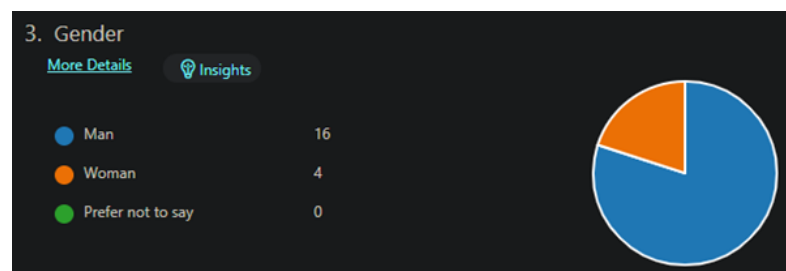 3. Gender
More Details
Insights
Man 16
Woman 4
Prefer not to say 0